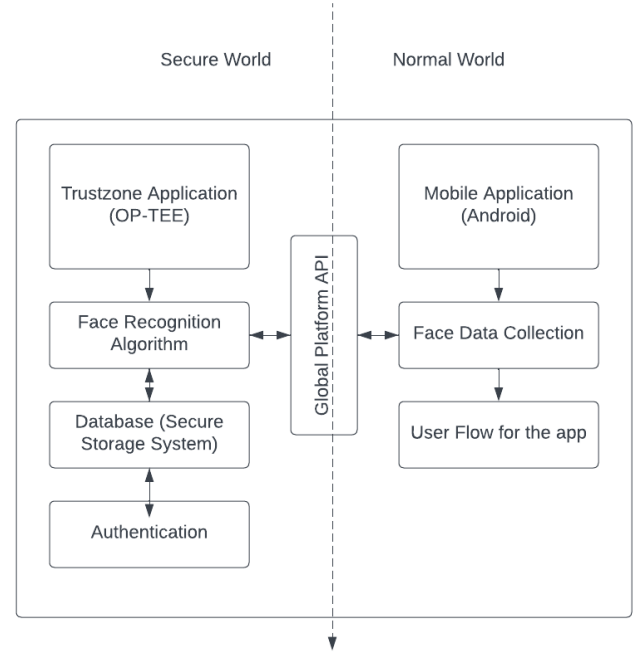 Secure World
Normal World
Trustzone Application
(OP-TEE)
Mobile Application
(Android)
Global Platform API
Face Recognition
Algorithm
Face Data Collection
Database (Secure
Storage System)
User Flow for the app
Authentication